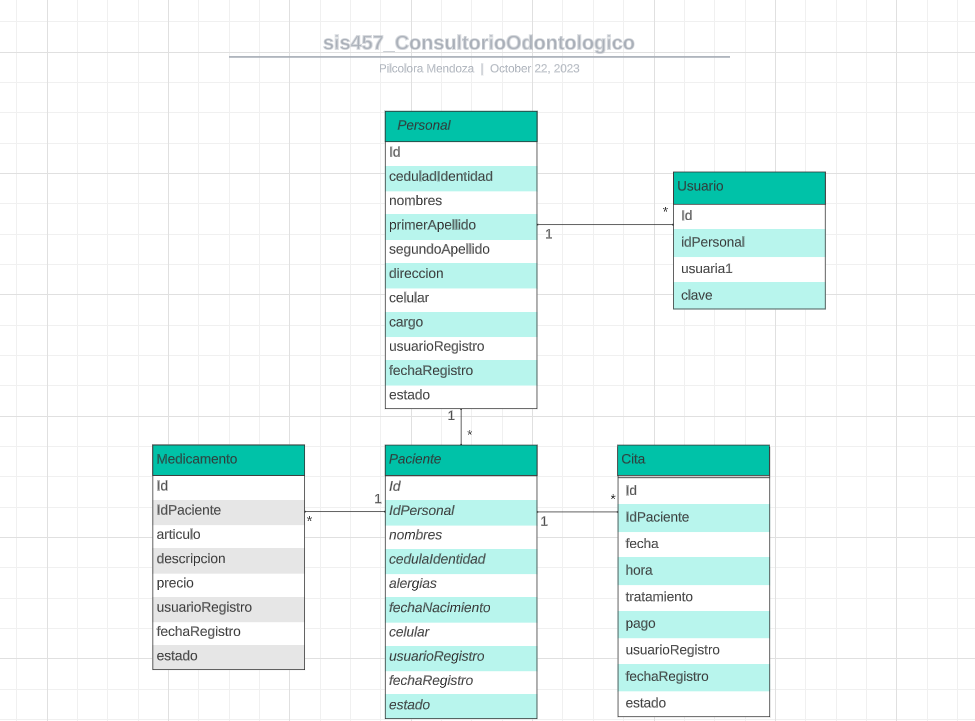 sis457_ConsultorioOdontologico
Pilcolora Mendoza | October 22, 2023
Personal
Id
ceduladIdentidad
nombres
primerApellido
segundoApellido
direccion
celular
cargo
usuarioRegistro
fechaRegistro
estado
1
*
Usuario
Id
idPersonal
usuaria1
clave
1
*
Medicamento
Id
IdPaciente
articulo
descripcion
precio
usuarioRegistro
fechaRegistro
estado
*
1
Paciente
Id
IdPersonal
nombres
cedulaIdentidad
alergias
fechaNacimiento
celular
usuarioRegistro
fechaRegistro
estado
1
*
Cita
Id
IdPaciente
fecha
hora
tratamiento
pago
usuarioRegistro
fechaRegistro
estado